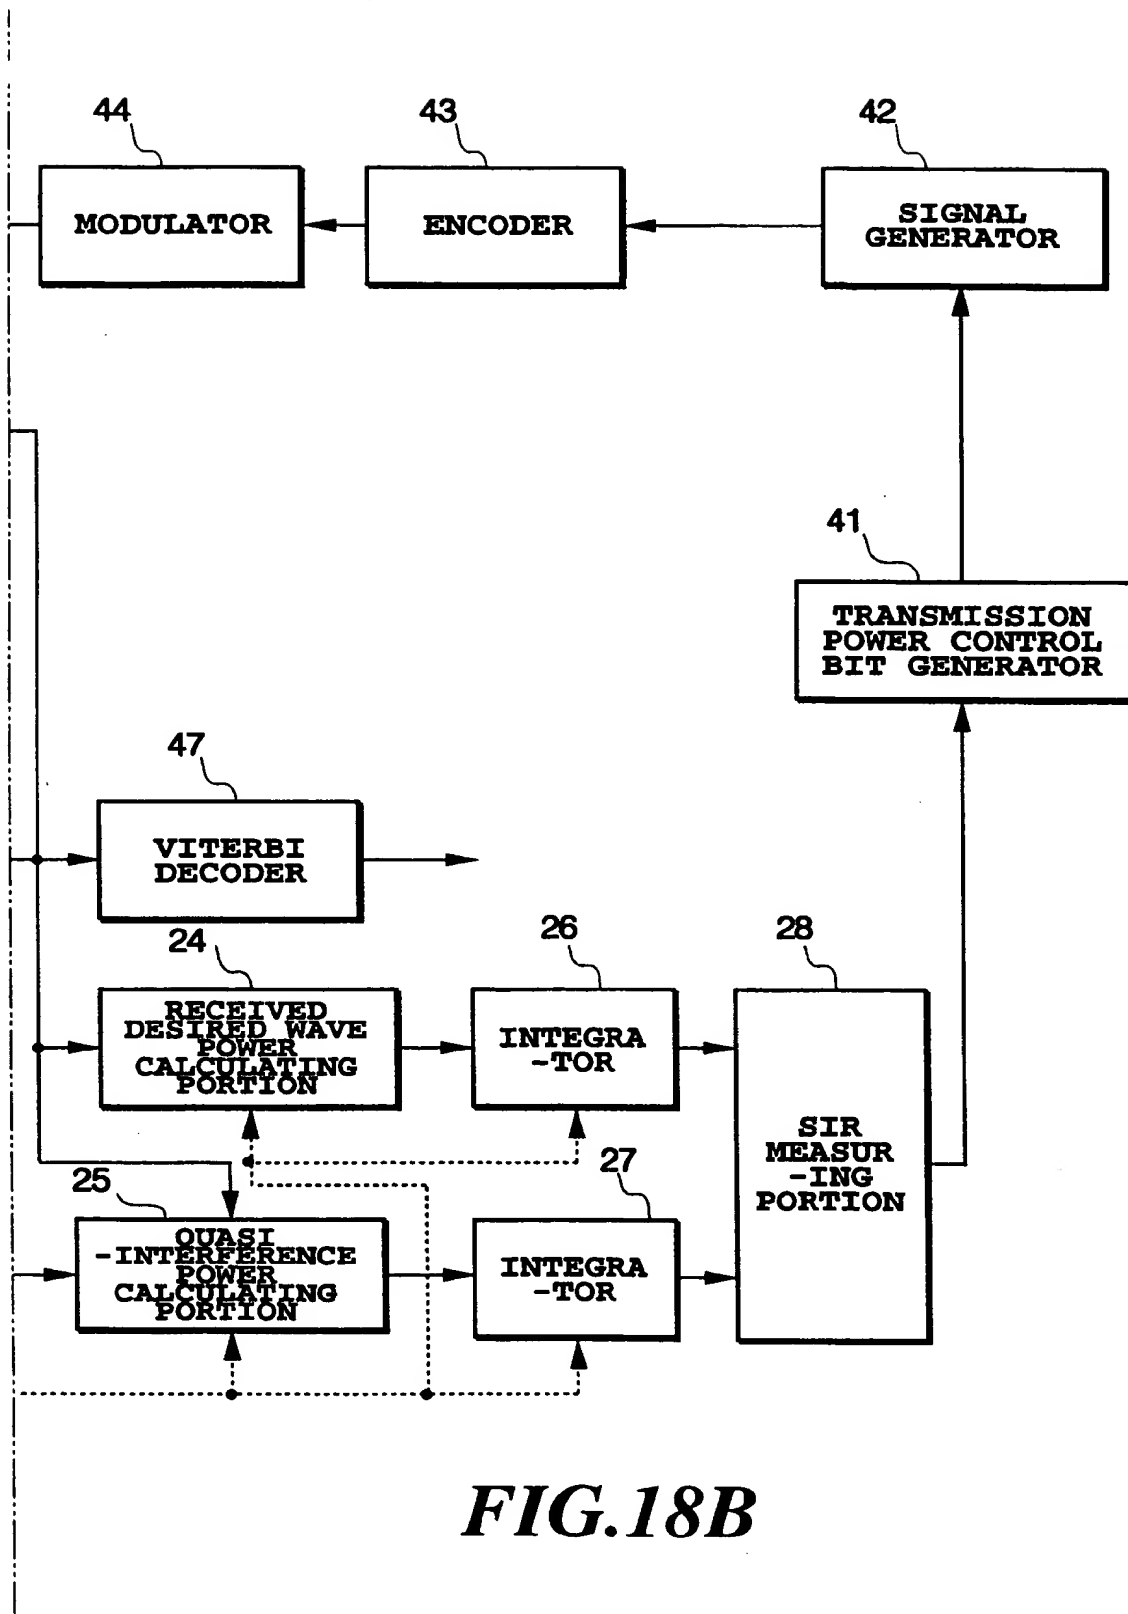 44
43
42
MODULATOR
ENCODER
SIGNAL
GENERATOR
41
TRANSMISSION
POWER CONTROL
BIT GENERATOR
47
VITERBI
DECODER
24
26
28
RECEIVED
DESIRED WAVE
POWER
CALCULATING
PORTION
INTEGRA
-TOR
SIR
MEASUR
-ING
PORTION
25
27
QUASI
-INTERFERENCE
POWER
CALCULATING
PORTION
INTEGRA
-TOR
FIG.18B